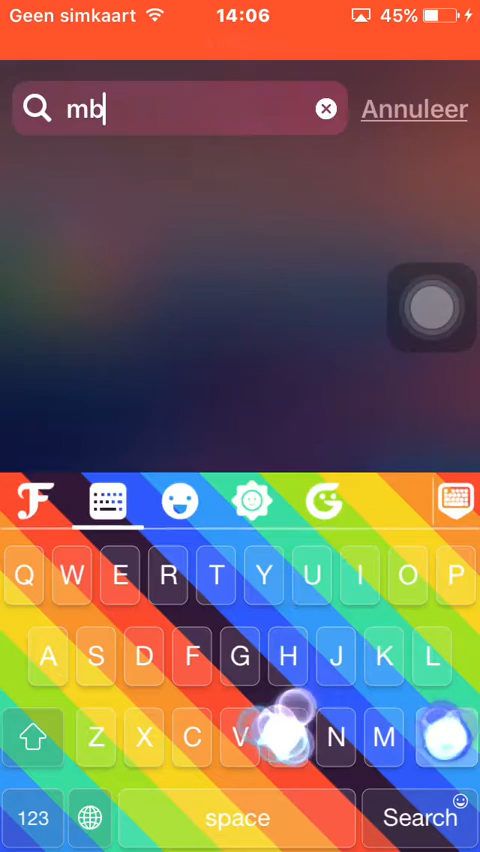 Geen simkaart 14:06 45%
mb Annuleer
F G
Q W E R T Y U I O P
A S D F G H J K L
Z X C V N M
123 space Search